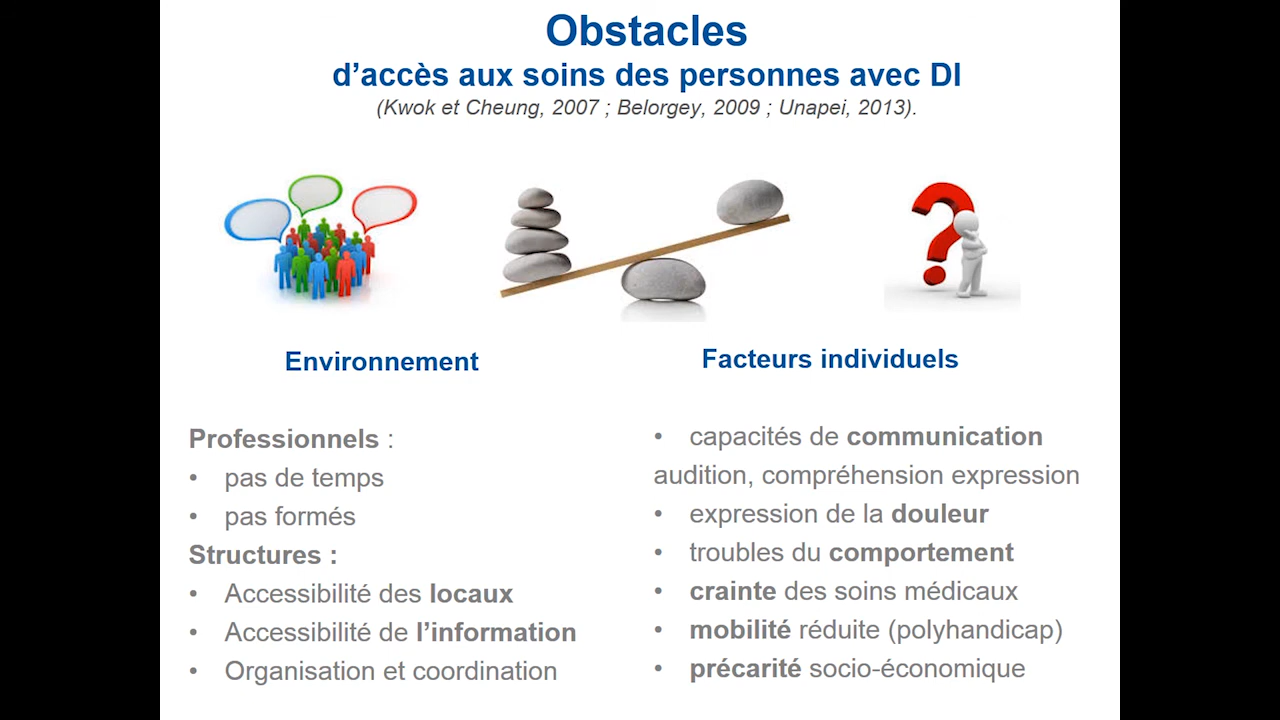 Obstacles
d’accès aux soins des personnes avec DI
(Kwok et Cheung, 2007 ; Belorgey, 2009 ; Unapei, 2013).
Environnement
Professionnels :
• pas de temps
• pas formés
Structures :
• Accessibilité des locaux
• Accessibilité de l’information
• Organisation et coordination
Facteurs individuels
• capacités de communication
audition, compréhension expression
• expression de la douleur
• troubles du comportement
• crainte des soins médicaux
• mobilité réduite (polyhandicap)
• précarité socio-économique